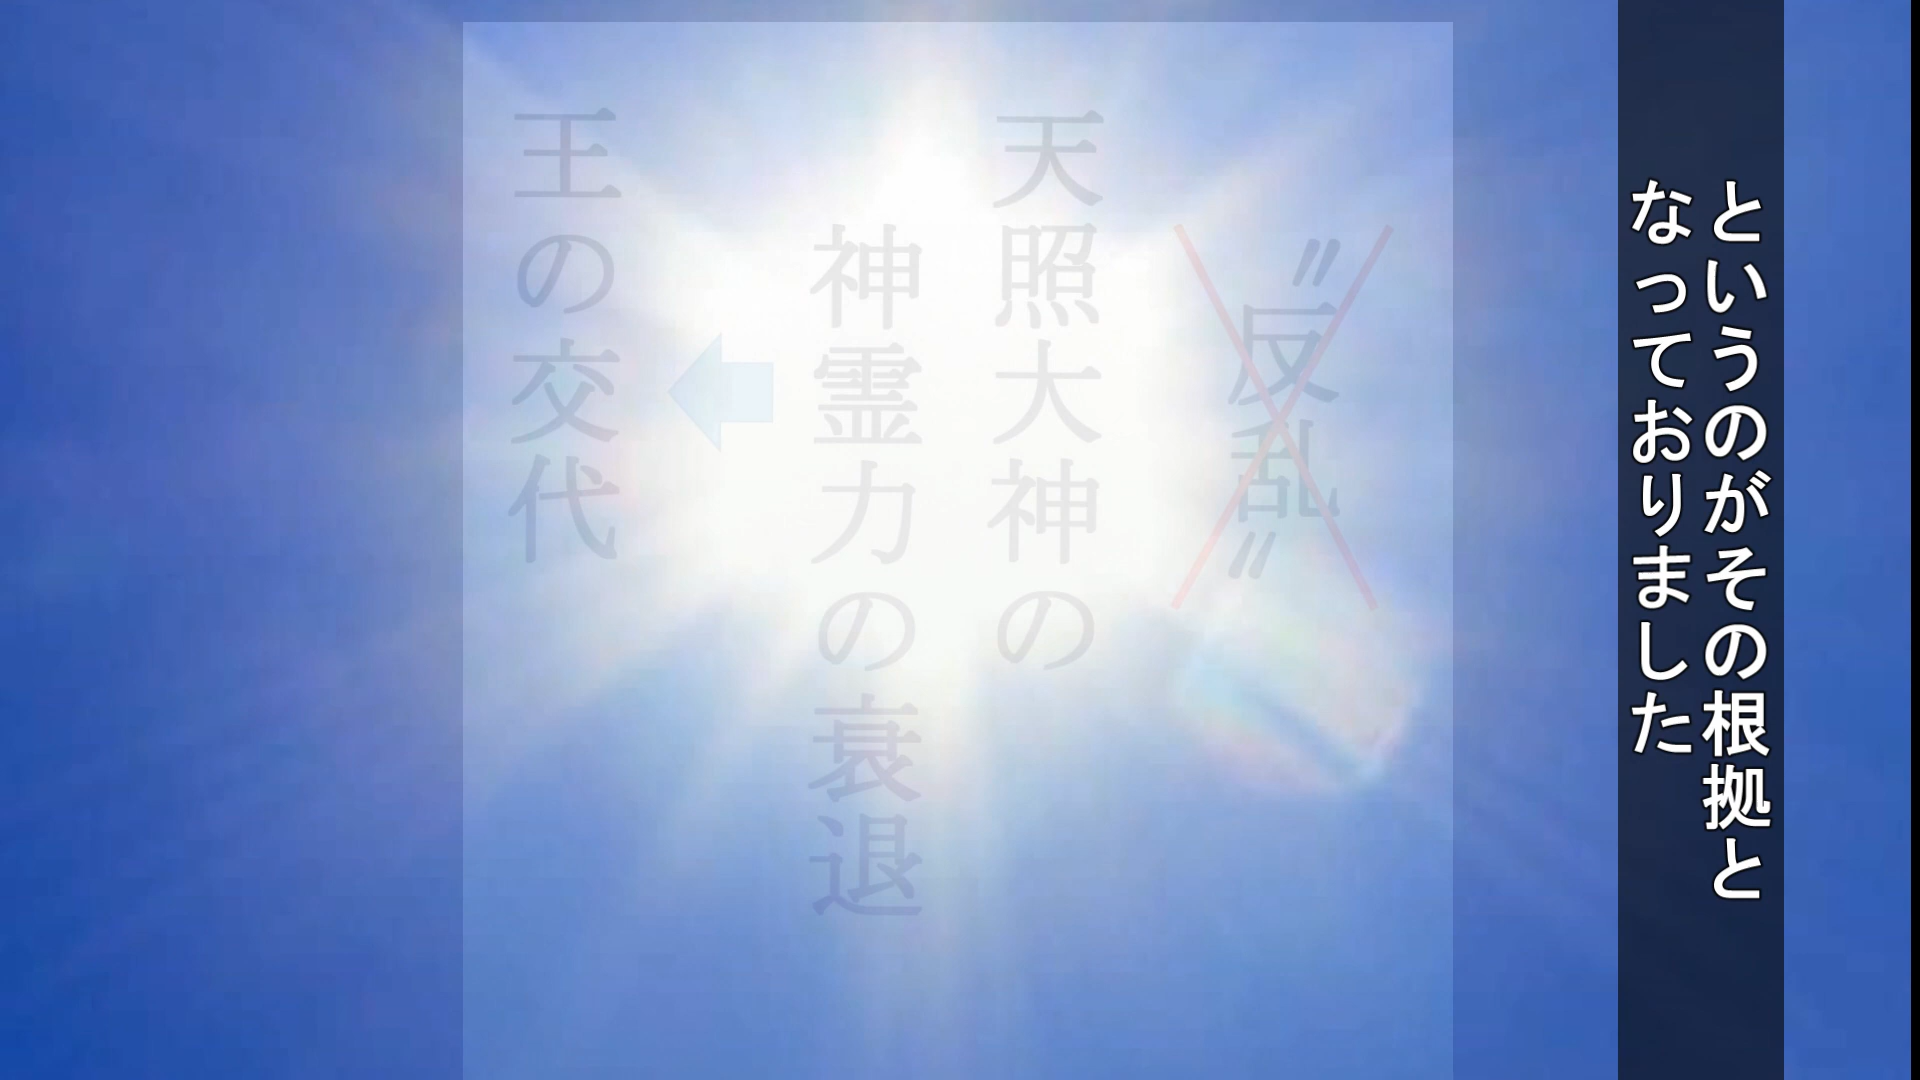 というのがその根拠と
なっておりました
〝反乱〟
天照大神の
神霊力の衰退
王の交代